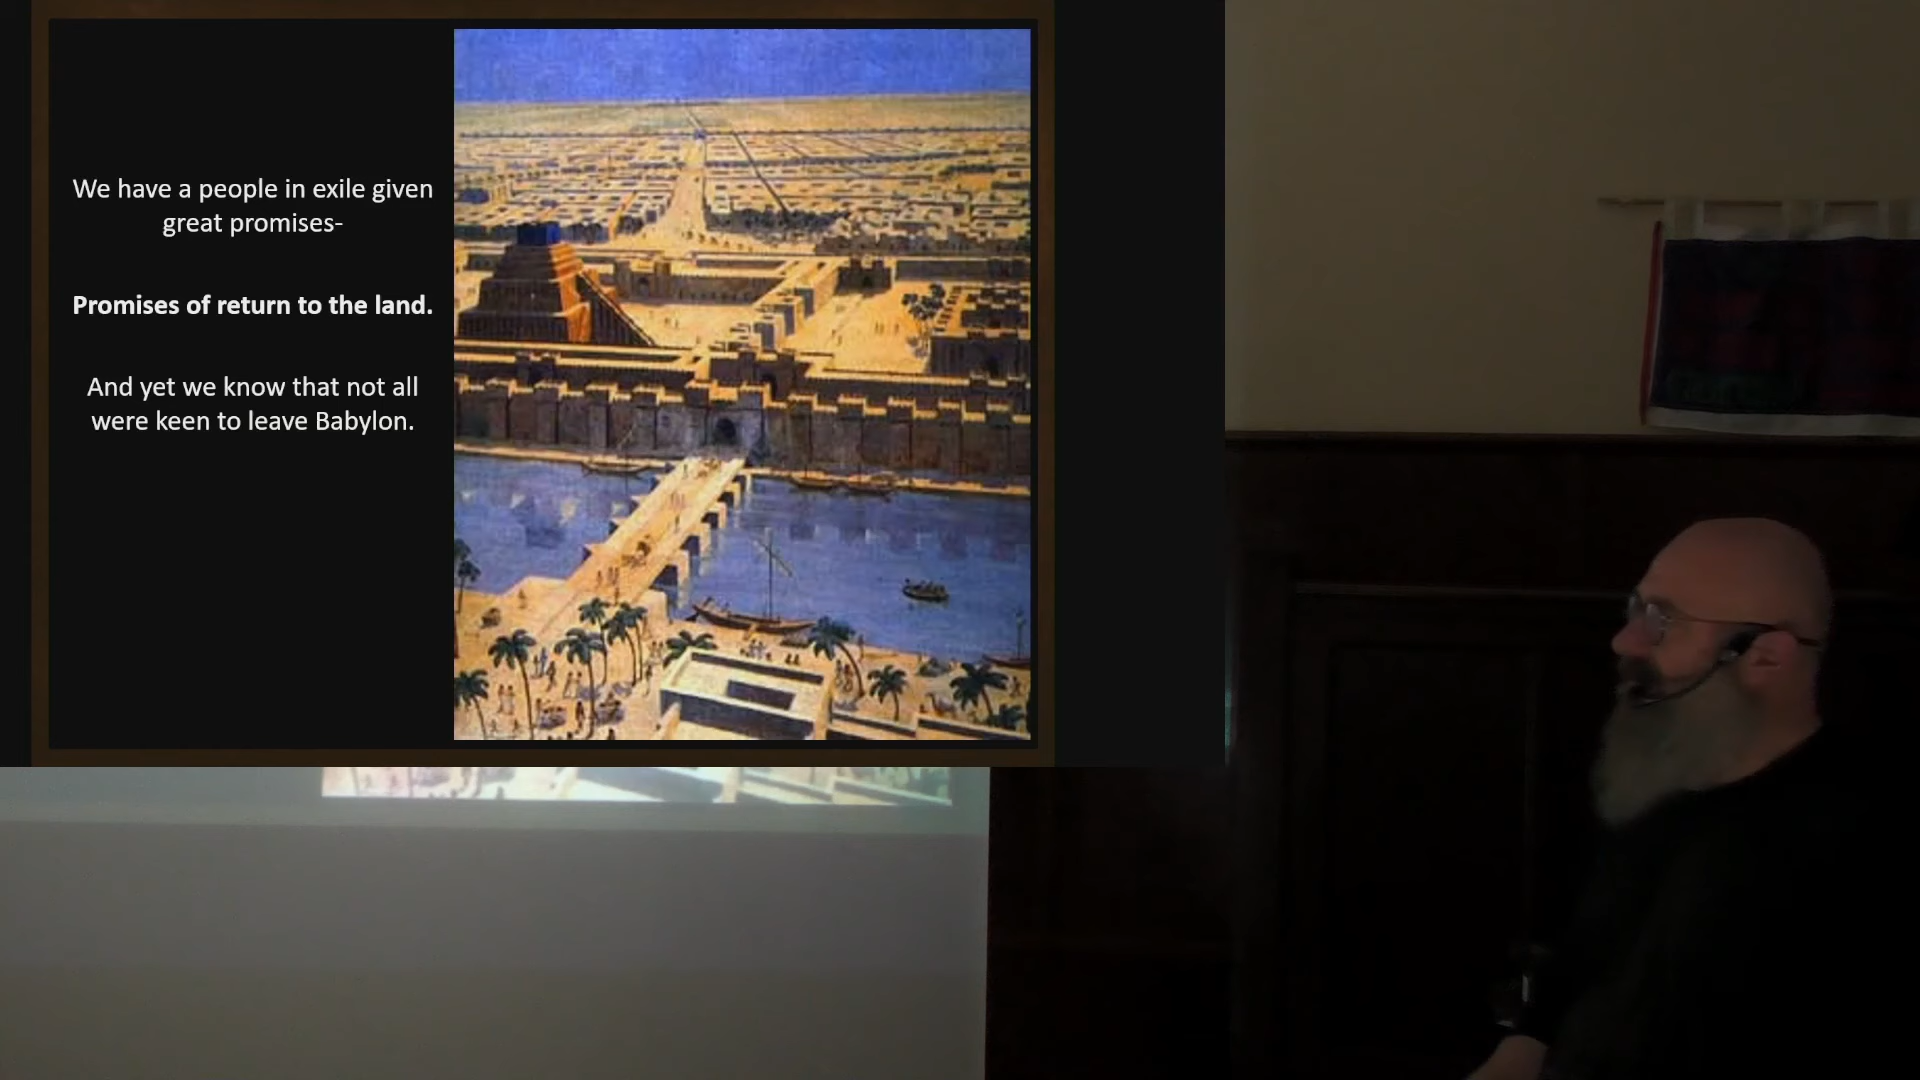 We have a people in exile given
great promises-
Promises of return to the land.
And yet we know that not all
were keen to leave Babylon.